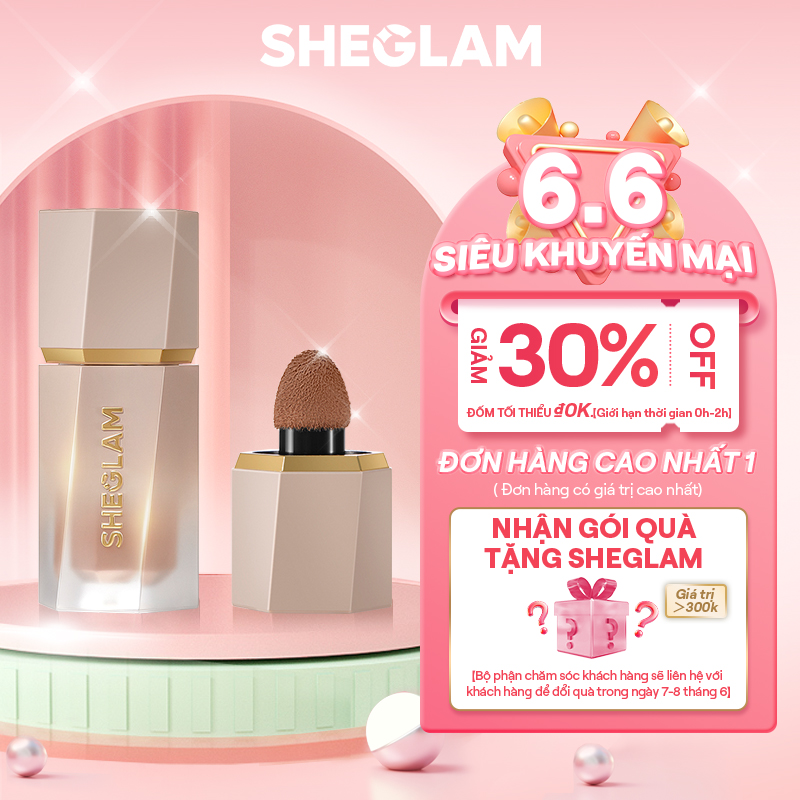 SHEGLAM
6.6
SIÊU KHUYẾN MẠI
GIẢM
30%
OFF
ĐỐM TỐI THIỂU ₫0K.[Giới hạn thời gian 0h-2h]
ĐƠN HÀNG CAO NHẤT 1
( Đơn hàng có giá trị cao nhất)
NHẬN GÓI QUÀ
TẶNG SHEGLAM
Giá trị
>300k
? ? ? ?
[Bộ phận chăm sóc khách hàng sẽ liên hệ với
khách hàng để đổi quà trong ngày 7-8 tháng 6]
SHEGLAM